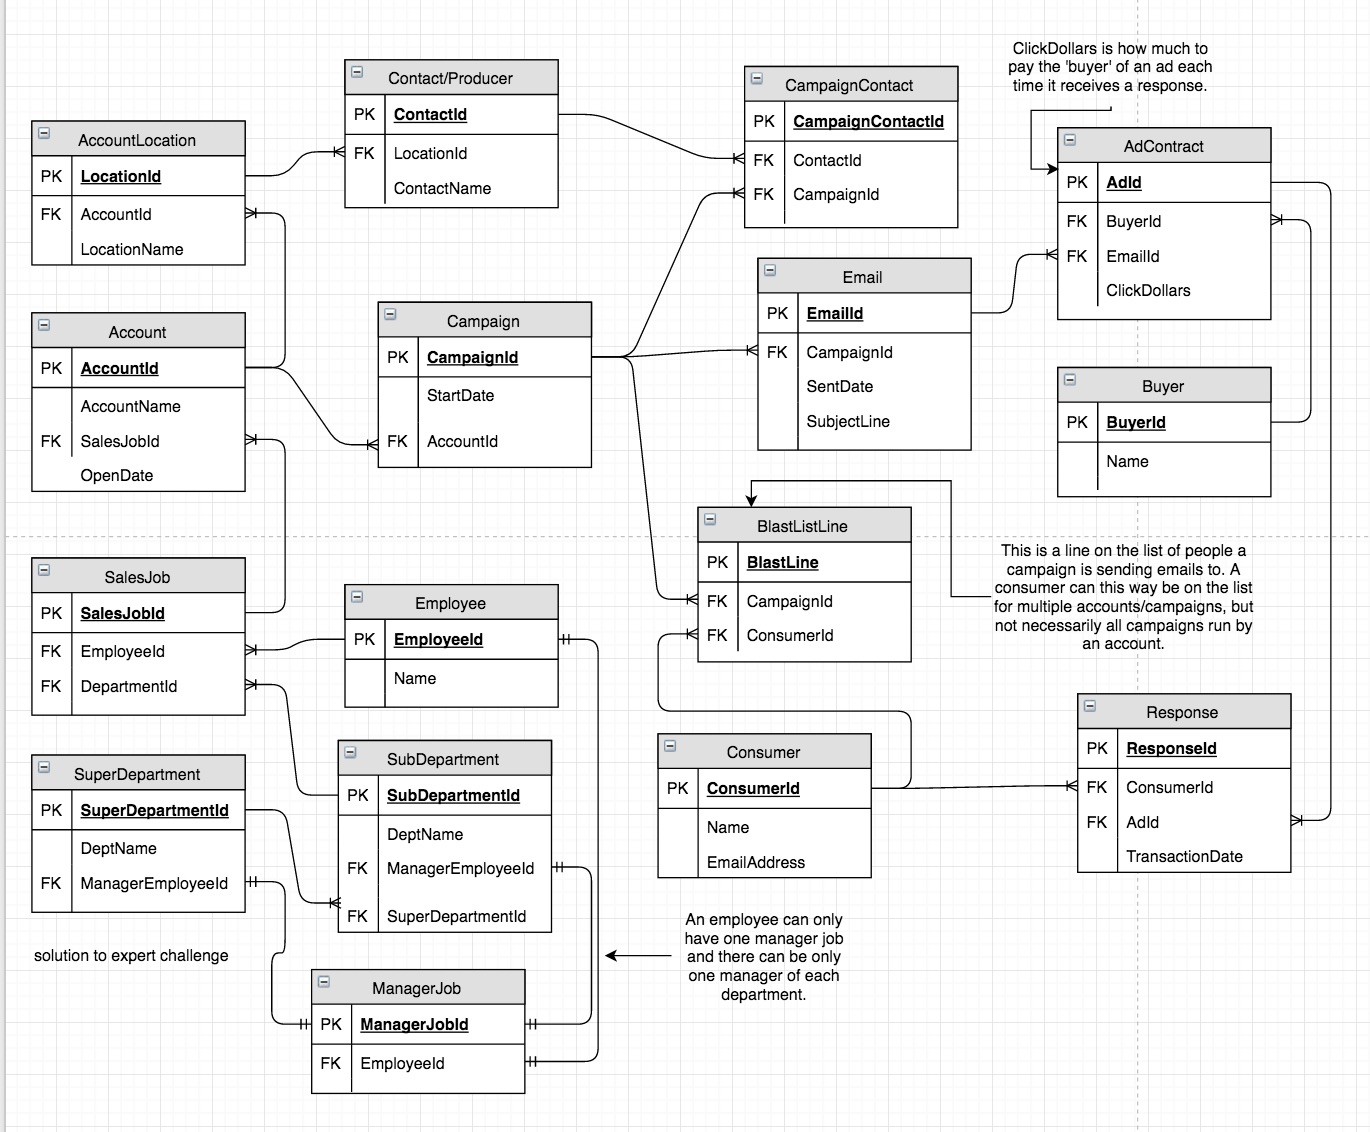 AccountLocation
PK LocationId
FK AccountId
LocationName
Account
PK AccountId
AccountName
FK SalesJobId
OpenDate
SalesJob
PK SalesJobId
FK EmployeeId
FK DepartmentId
SuperDepartment
PK SuperDepartmentId
DeptName
FK ManagerEmployeeId
solution to expert challenge
Contact/Producer
PK ContactId
FK LocationId
ContactName
Campaign
PK CampaignId
StartDate
FK AccountId
Employee
PK EmployeeId
Name
SubDepartment
PK SubDepartmentId
DeptName
FK ManagerEmployeeId
FK SuperDepartmentId
ManagerJob
PK ManagerJobId
FK EmployeeId
CampaignContact
PK CampaignContactId
FK ContactId
FK CampaignId
Email
PK EmailId
FK CampaignId
SentDate
SubjectLine
BlastListLine
PK BlastLine
FK CampaignId
FK ConsumerId
Consumer
PK ConsumerId
Name
EmailAddress
An employee can only
have one manager job
and there can be only
one manager of each
department.
ClickDollars is how much to
pay the 'buyer' of an ad each
time it receives a response.
AdContract
PK AdId
FK BuyerId
FK EmailId
ClickDollars
Buyer
PK BuyerId
Name
This is a line on the list of people a
campaign is sending emails to. A
consumer can this way be on the list
for multiple accounts/campaigns, but
not necessarily all campaigns run by
an account.
Response
PK ResponseId
FK ConsumerId
FK AdId
TransactionDate